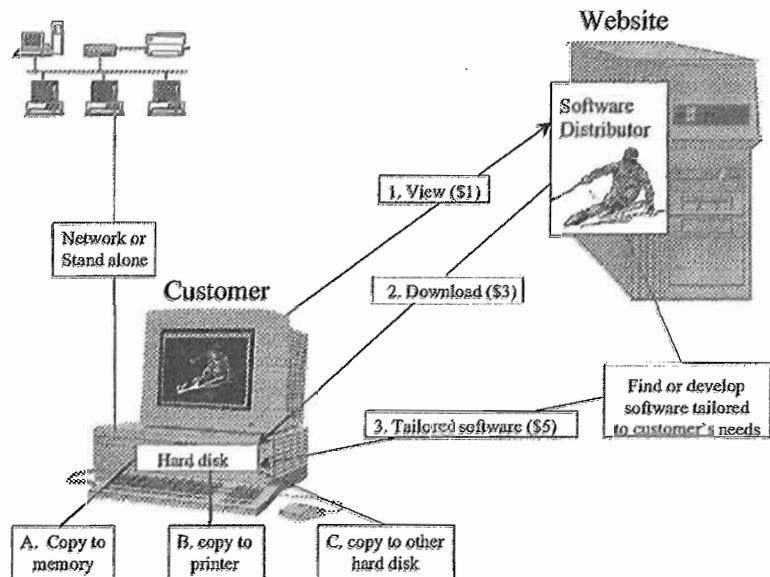 Website
Software
Distributor
1. View ($1)
Network or
Stand alone
2. Download ($3)
Customer
Find or develop
software tailored
to customer's needs
3. Tailored software ($5)
Hard disk
A. Copy to
memory
B. copy to
printer
C. copy to other
hard disk